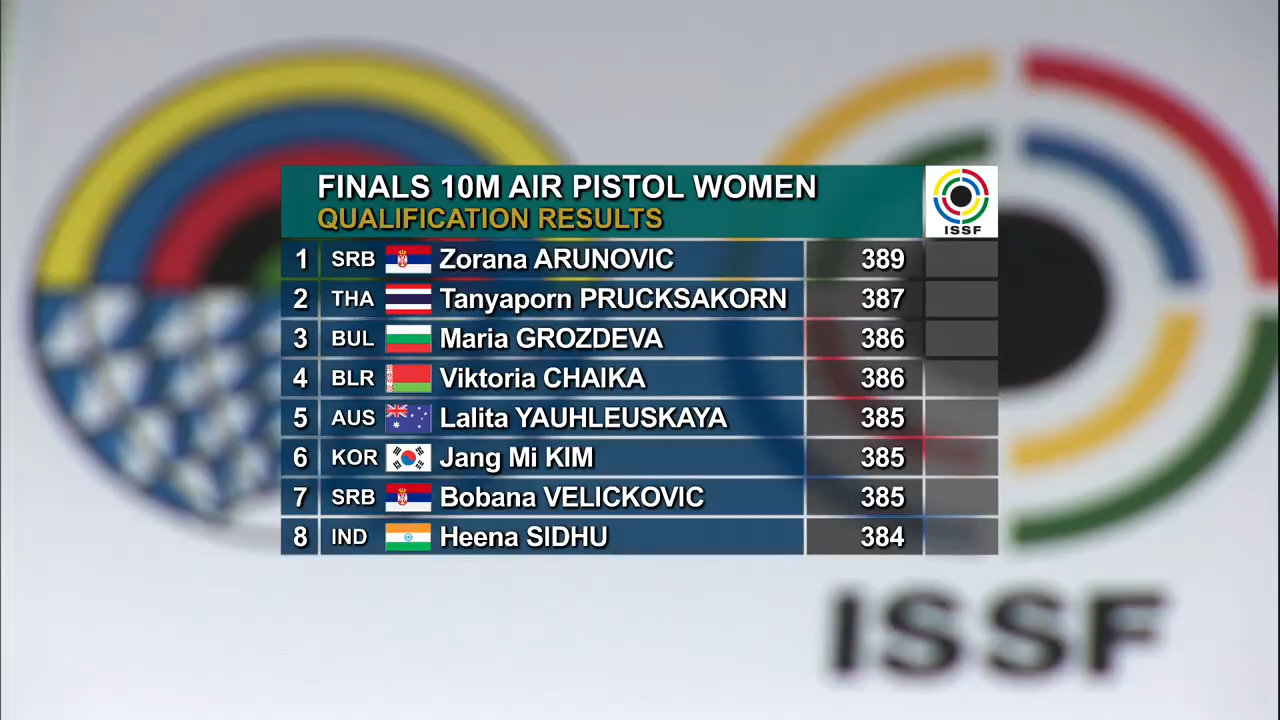 FINALS 10M AIR PISTOL WOMEN
QUALIFICATION RESULTS
ISSF
1 SRB Zorana ARUNOVIC 389
2 THA Tanyaporn PRUCKSAKORN 387
3 BUL Maria GROZDEVA 386
4 BLR Viktoria CHAIKA 386
5 AUS Lalita YAUHLEUSKAYA 385
6 KOR Jang Mi KIM 385
7 SRB Bobana VELICKOVIC 385
8 IND Heena SIDHU 384
ISSF